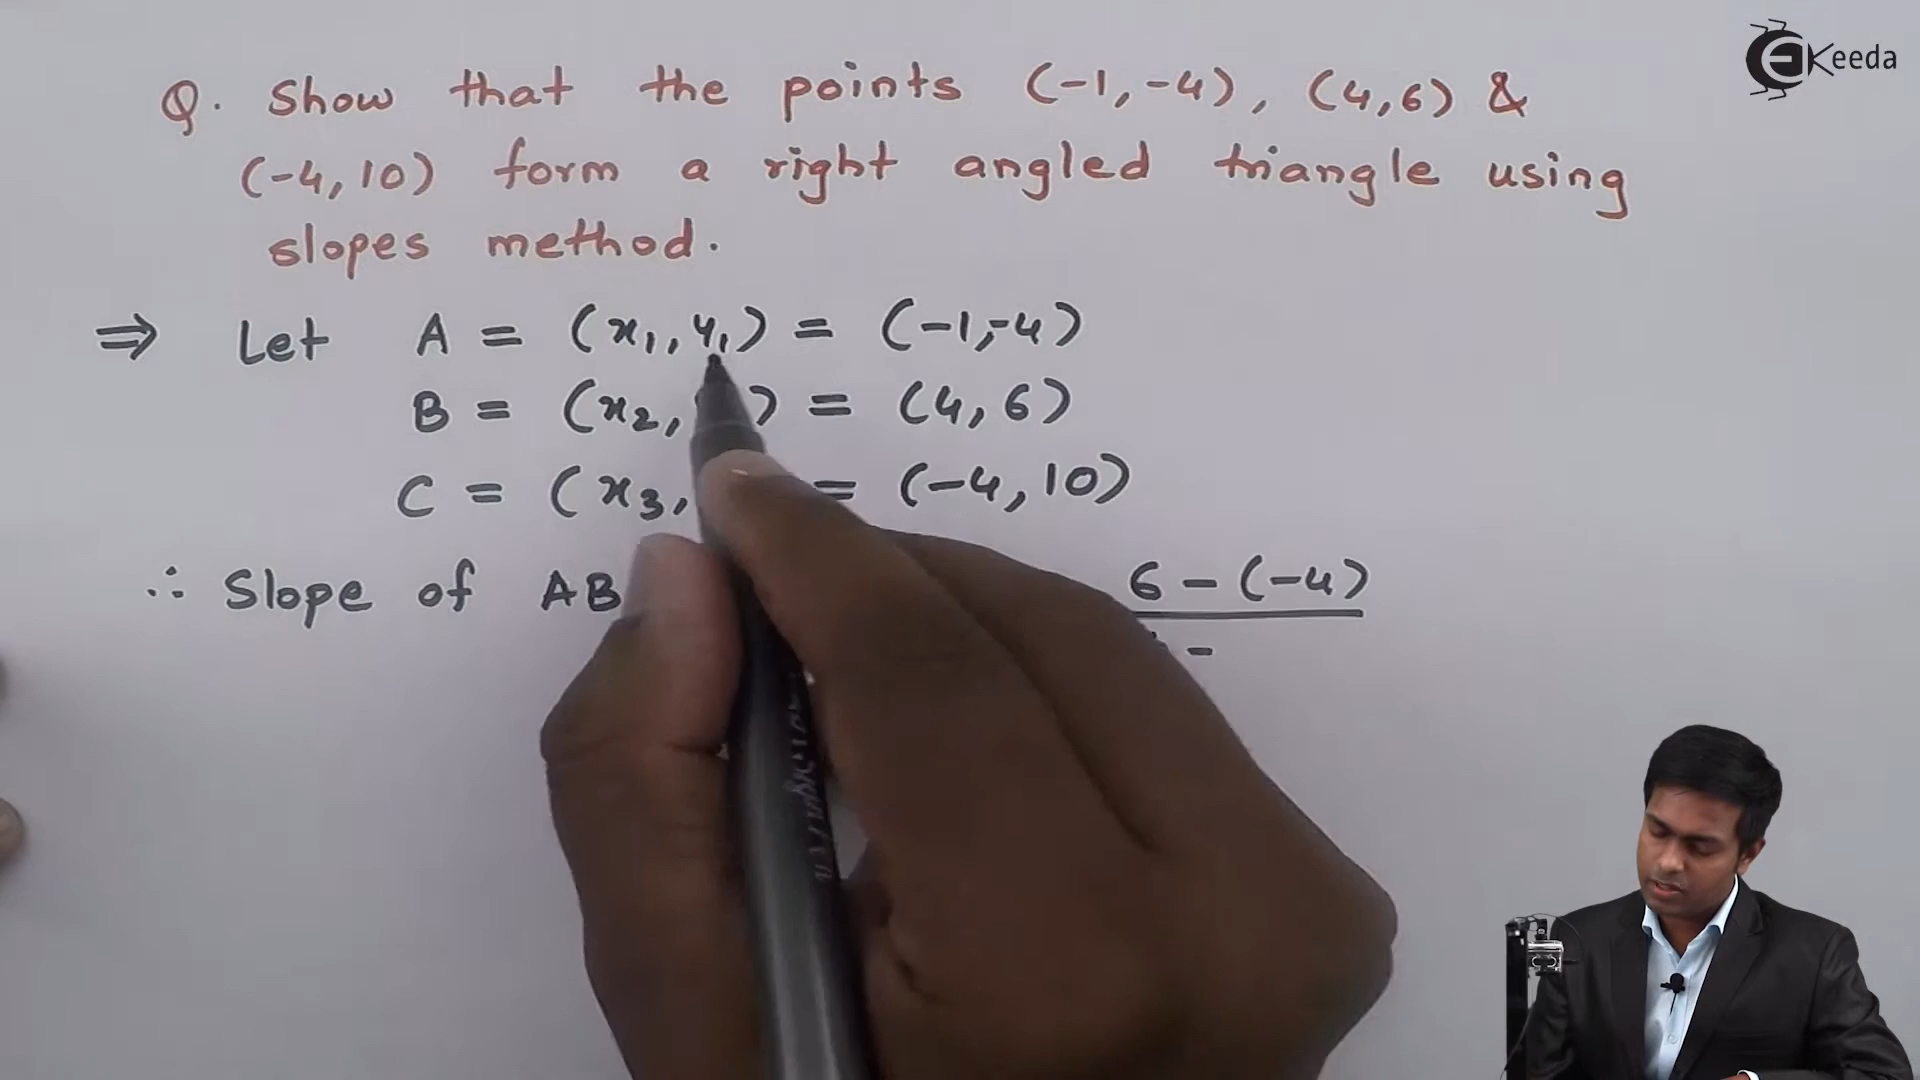 Keeda
Q. Show that the points (-1,-4), (4,6) &
(-4,10) form a right angled triangle using
slopes method.
⇒ Let A = (x₁,y₁) = (-1,-4)
B = (x₂, ) = (4,6)
C = (x₃, = (-4,10)
∴ Slope of AB 6-(-4)
-